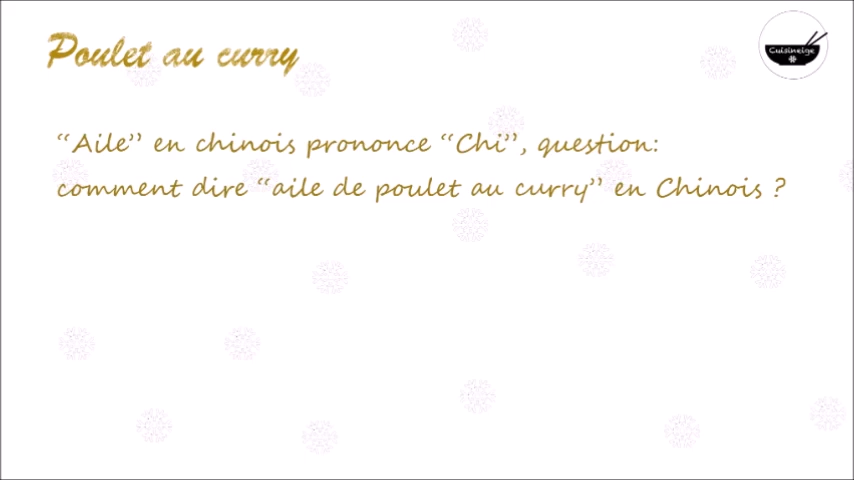 Poulet au curry
Cuisineige
“Aile” en chinois prononce “Chi”, question:
comment dire “aile de poulet au curry” en Chinois ?